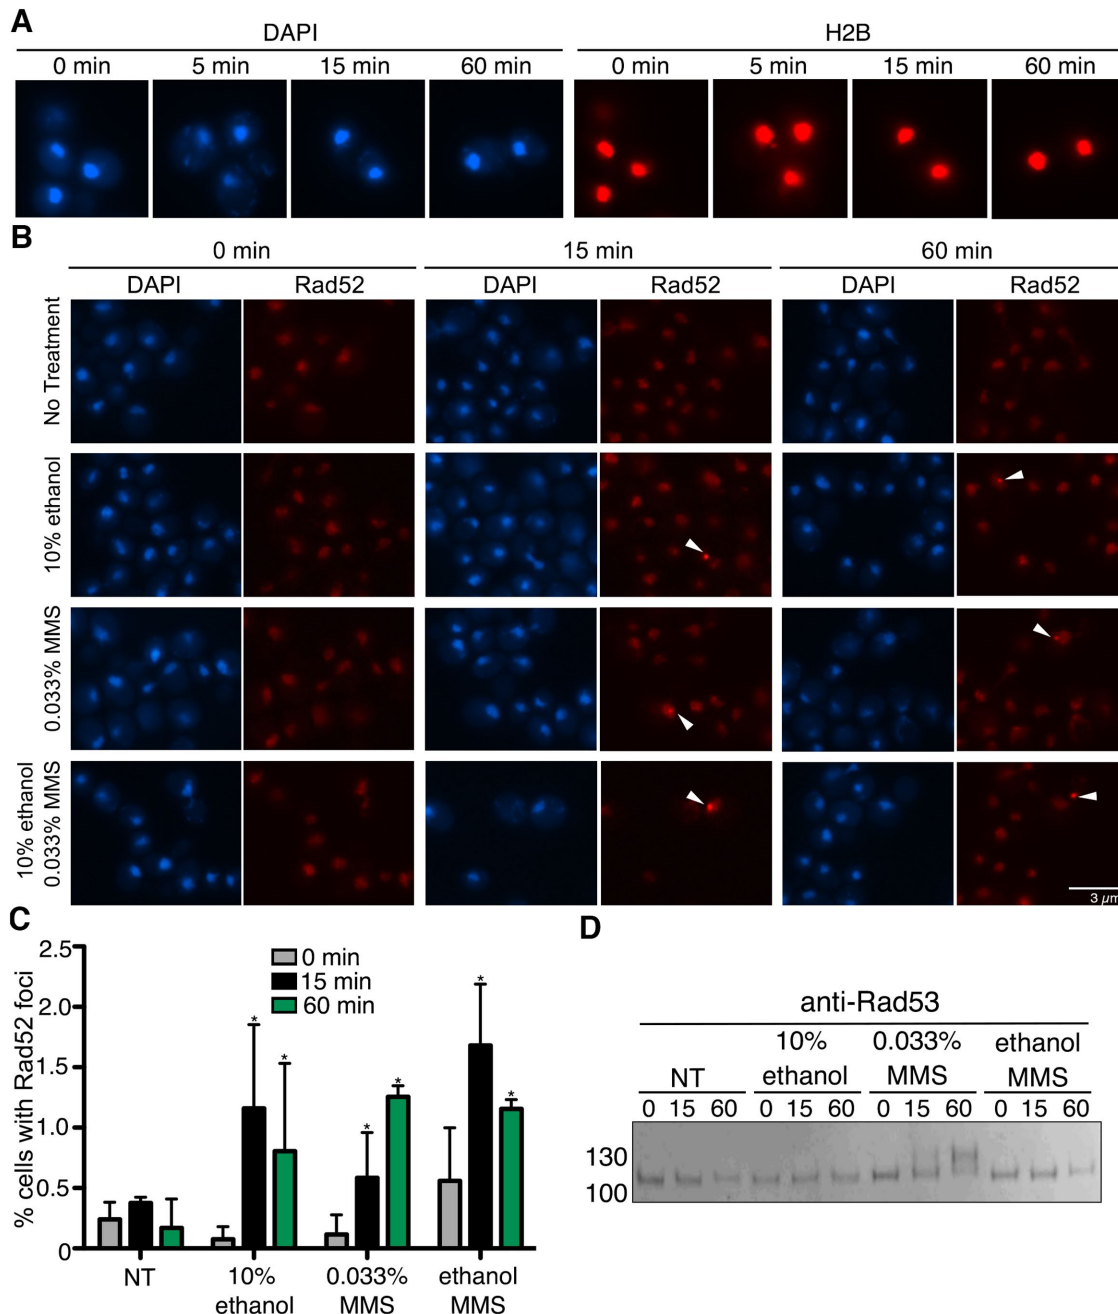 A
DAPI H2B
0 min 5 min 15 min 60 min 0 min 5 min 15 min 60 min
B
0 min 15 min 60 min
DAPI Rad52 DAPI Rad52 DAPI Rad52
No Treatment
10% ethanol
0.033% MMS
10% ethanol
0.033% MMS
3 µm
C
% cells with Rad52 foci
2.5
2.0
1.5
1.0
0.5
0
0 min
15 min
60 min
* * * * * *
NT 10% 0.033% ethanol
ethanol MMS MMS
D
anti-Rad53
10% 0.033% ethanol
NT ethanol MMS MMS
0 15 60 0 15 60 0 15 60 0 15 60
130
100